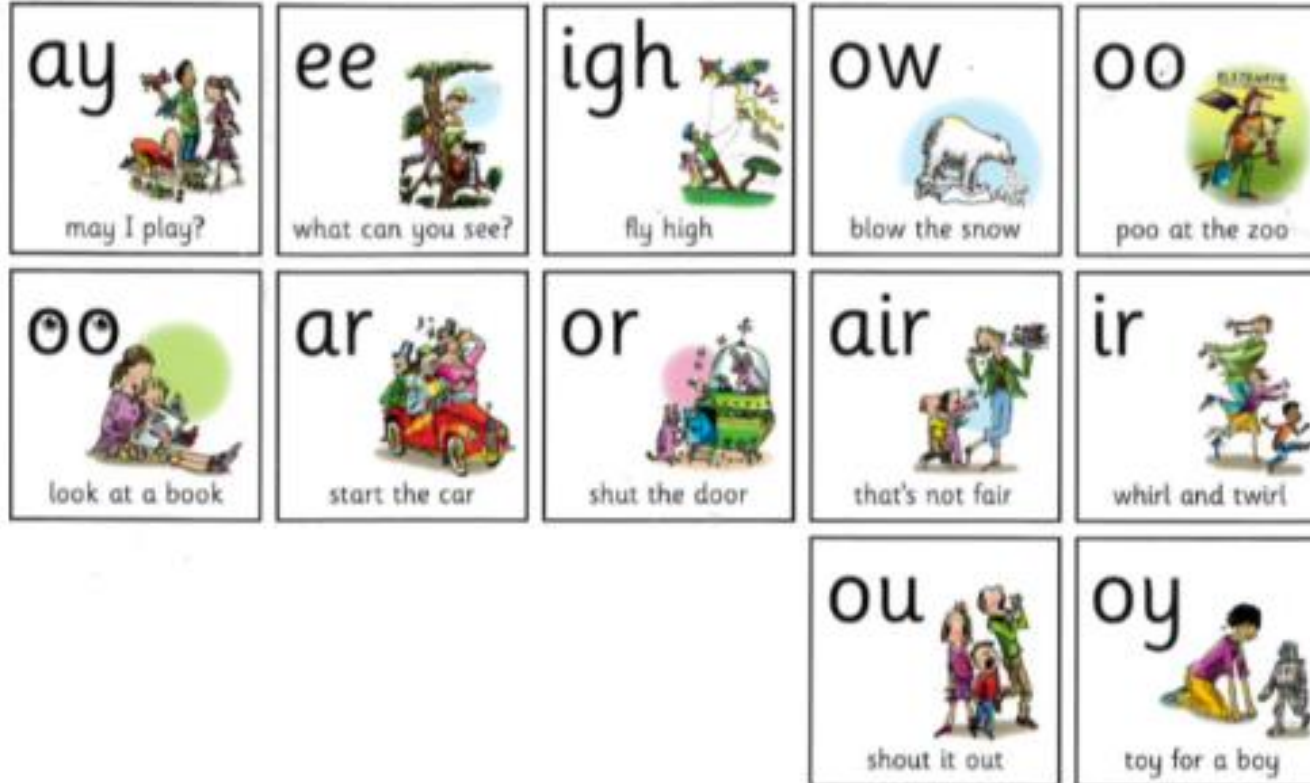 ay
may I play?
ee
what can you see?
igh
fly high
ow
blow the snow
oo
poo at the zoo
oo
look at a book
ar
start the car
or
shut the door
air
that's not fair
ir
whirl and twirl
ou
shout it out
oy
toy for a boy